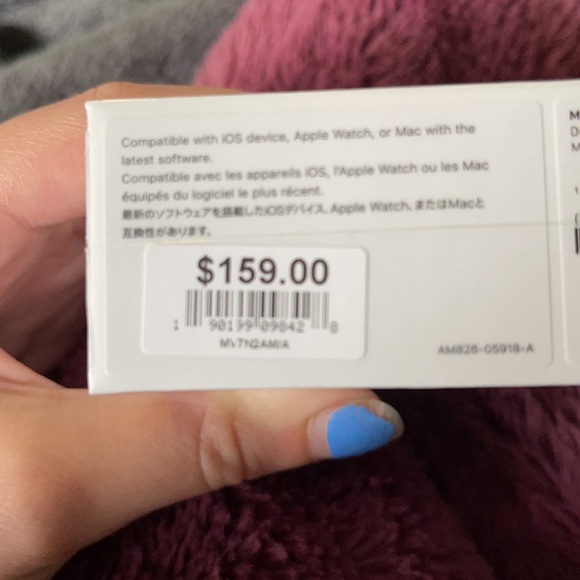 Compatible with iOS device, Apple Watch, or Mac with the
latest software.
Compatible avec les appareils iOS, l'Apple Watch ou les Mac
équipés du logiciel le plus récent.
最新のソフトウェアを搭載したiOSデバイス、Apple Watch、またはMacと
互換性があります。
$159.00
1 90199 09842 8
AM826-05918-A
M
D
M
1